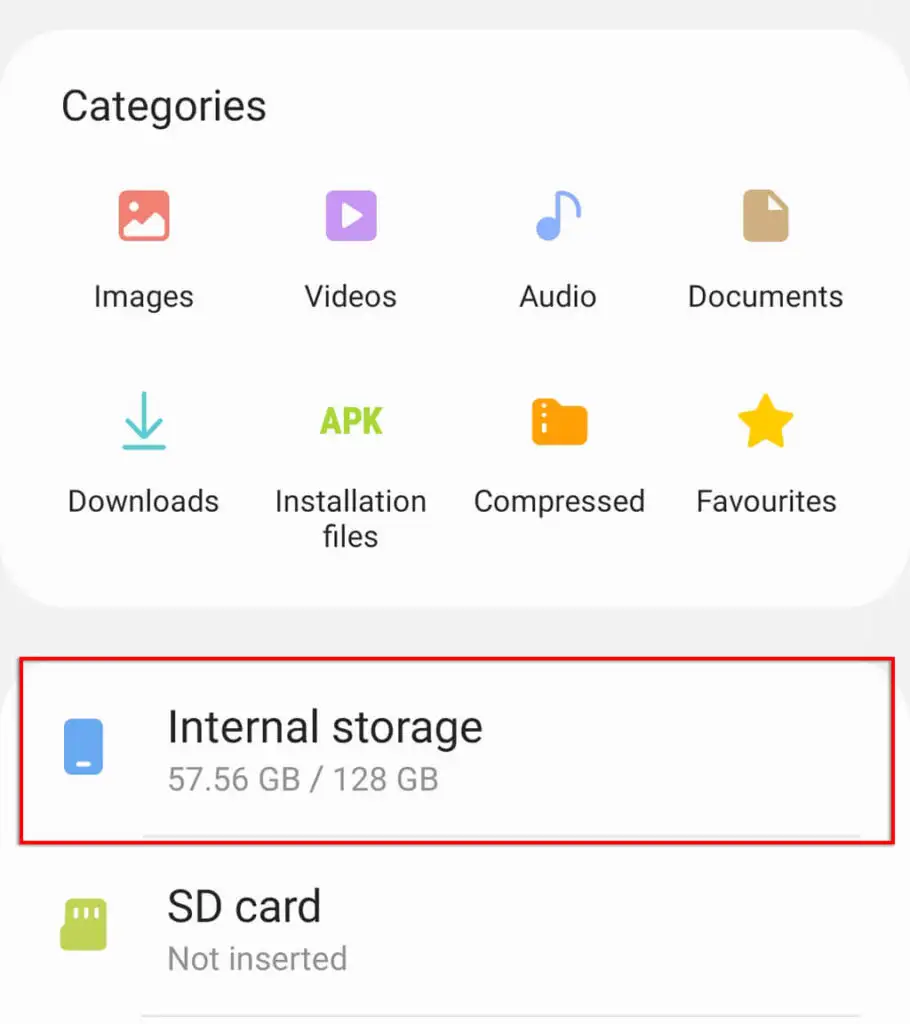 Categories
Images Videos Audio Documents
APK
Downloads Installation files Compressed Favourites
Internal storage
57.56 GB / 128 GB
SD card
Not inserted